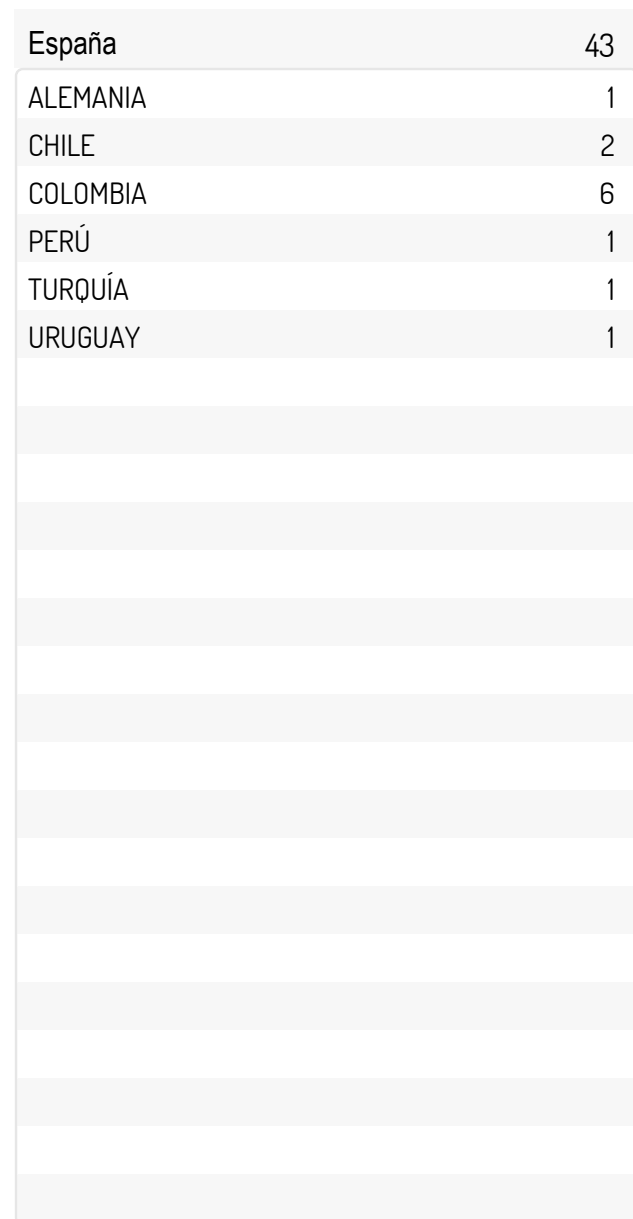 España 43
ALEMANIA 1
CHILE 2
COLOMBIA 6
PERÚ 1
TURQUÍA 1
URUGUAY 1